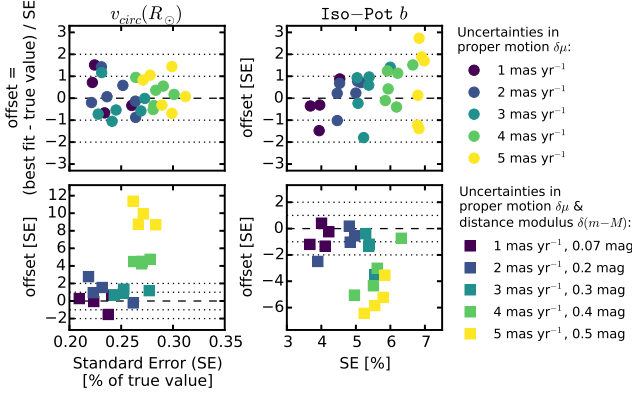 v_circ(R_⊙)
Iso-Pot b
offset =
(best fit - true value) / SE
3
2
1
0
−1
−2
−3
offset [SE]
3
2
1
0
−1
−2
−3
Uncertainties in
proper motion δμ:
1 mas yr⁻¹
2 mas yr⁻¹
3 mas yr⁻¹
4 mas yr⁻¹
5 mas yr⁻¹
offset [SE]
12
10
8
6
4
2
0
−2
0.20
0.25
0.30
0.35
Standard Error (SE)
[% of true value]
offset [SE]
2
0
−2
−4
−6
3
4
5
6
7
SE [%]
Uncertainties in
proper motion δμ &
distance modulus δ(m−M):
1 mas yr⁻¹, 0.07 mag
2 mas yr⁻¹, 0.2 mag
3 mas yr⁻¹, 0.3 mag
4 mas yr⁻¹, 0.4 mag
5 mas yr⁻¹, 0.5 mag